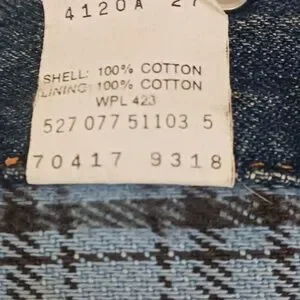 4120A 27
SHELL: 100% COTTON
LINING: 100% COTTON
WPL 423
527 077 51103 5
70417 9318